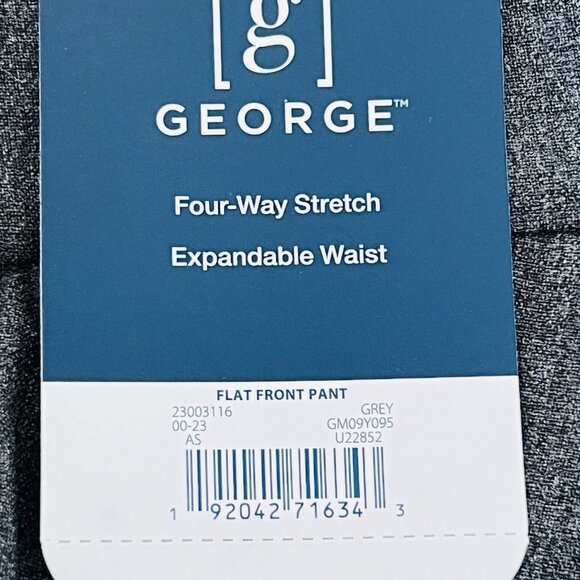 [g]
GEORGE™
Four-Way Stretch
Expandable Waist
FLAT FRONT PANT
23003116 GREY
00-23 GM09Y095
AS U22852
1 92042 71634 3